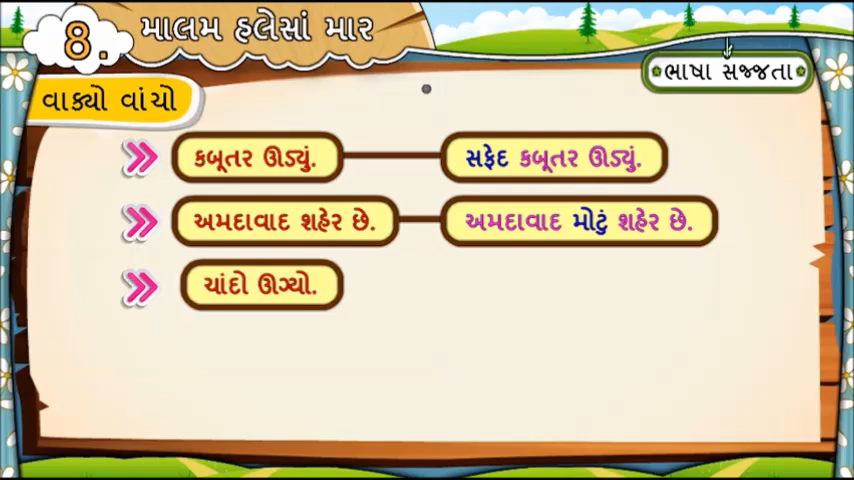 8. માલમ હલેસાં માર
ભાષા સજ્જતા
વાક્યો વાંચો
કબૂતર ઊડ્યું. સફેદ કબૂતર ઊડ્યું.
અમદાવાદ શહેર છે. અમદાવાદ મોટું શહેર છે.
ચાંદો ઊગ્યો.